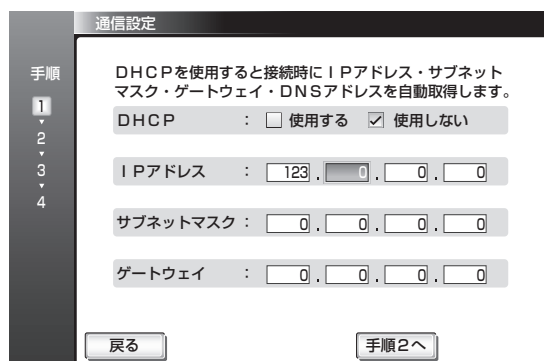 通信設定
手順
1
2
3
4
DHCPを使用すると接続時にIPアドレス・サブネット
マスク・ゲートウェイ・DNSアドレスを自動取得します。
DHCP : 使用する 使用しない
IPアドレス : 123 . 0 . 0 . 0
サブネットマスク : 0 . 0 . 0 . 0
ゲートウェイ : 0 . 0 . 0 . 0
戻る 手順2へ